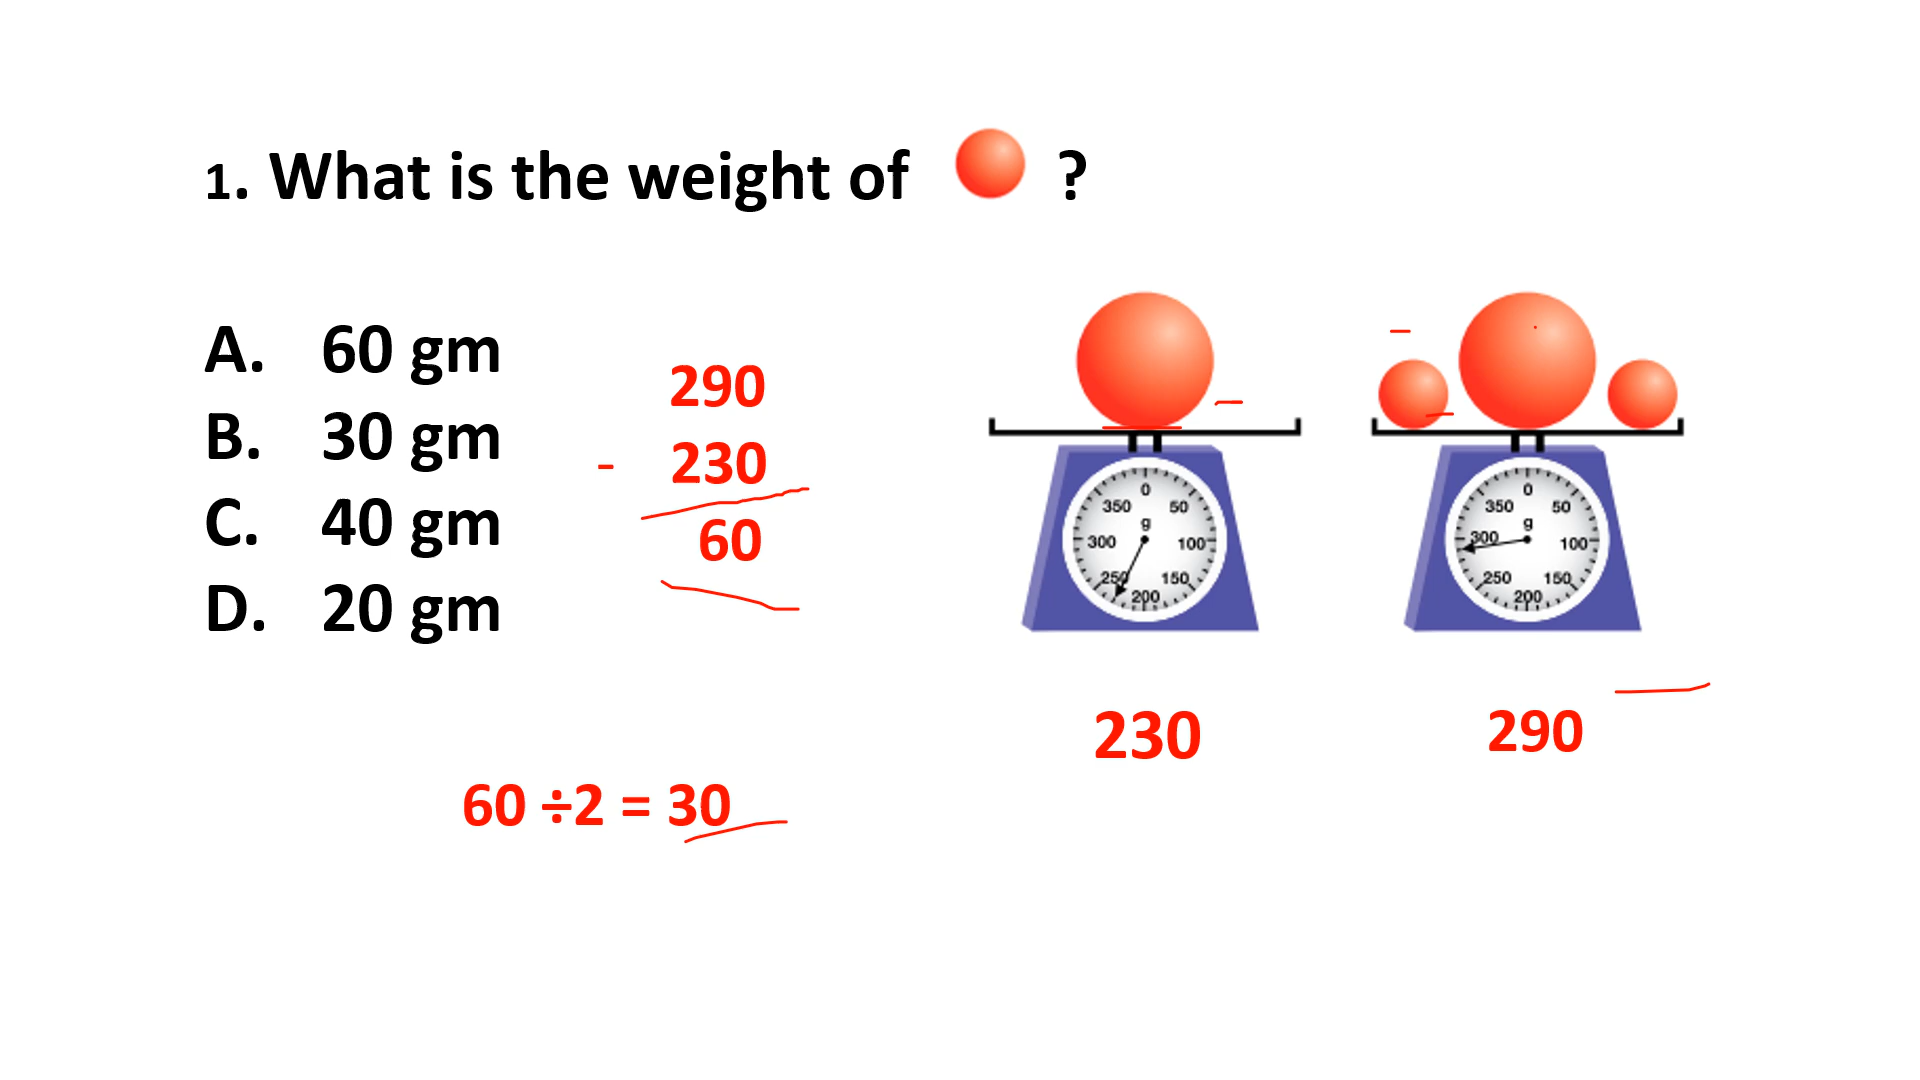 1. What is the weight of ?
A. 60 gm
B. 30 gm
C. 40 gm
D. 20 gm
290
- 230
60
60 ÷2 = 30
0
350 50
g
300 100
250 150
200
230
0
350 50
g
300 100
250 150
200
290